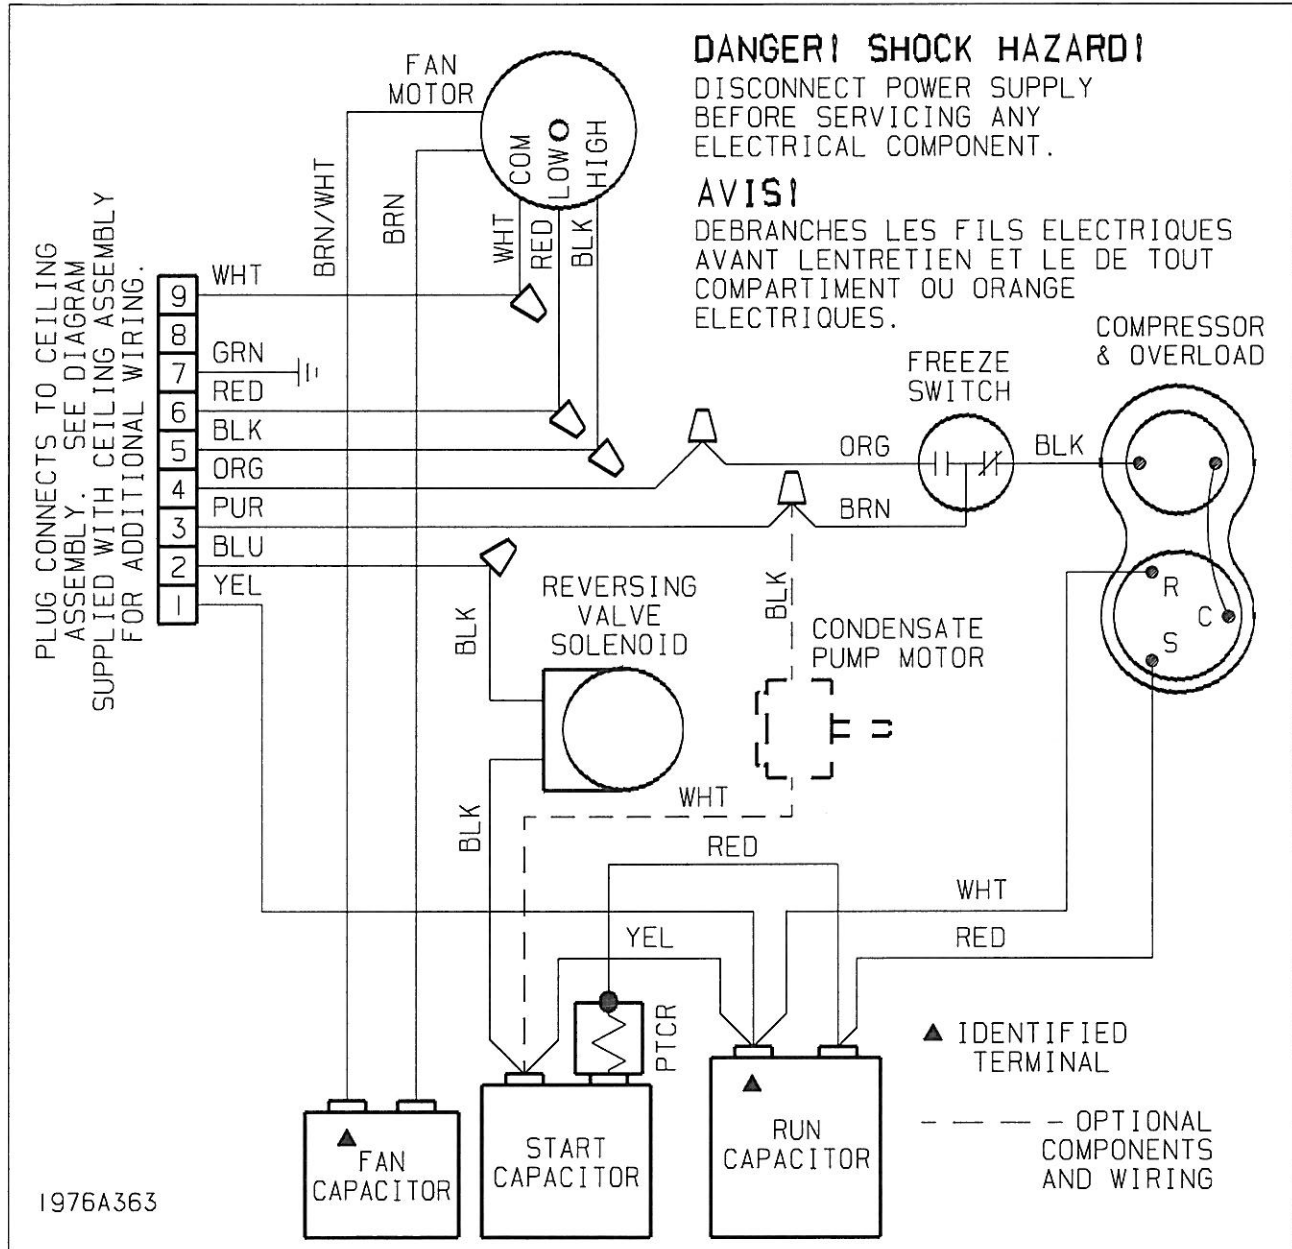 DANGER! SHOCK HAZARD!
DISCONNECT POWER SUPPLY
BEFORE SERVICING ANY
ELECTRICAL COMPONENT.
AVIS!
DEBRANCHES LES FILS ELECTRIQUES
AVANT LENTRETIEN ET LE DE TOUT
COMPARTIMENT OU ORANGE
ELECTRIQUES.
FAN
MOTOR
COM
LOW
HIGH
BRN/WHT
BRN
WHT
RED
BLK
PLUG CONNECTS TO CEILING
ASSEMBLY. SEE DIAGRAM
SUPPLIED WITH CEILING ASSEMBLY
FOR ADDITIONAL WIRING.
9 WHT
8
7 GRN
6 RED
5 BLK
4 ORG
3 PUR
2 BLU
1 YEL
FREEZE
SWITCH
COMPRESSOR
& OVERLOAD
ORG
BLK
BRN
R
C
S
BLK
REVERSING
VALVE
SOLENOID
BLK
CONDENSATE
PUMP MOTOR
BLK
WHT
RED
WHT
YEL
RED
PTCR
FAN
CAPACITOR
START
CAPACITOR
RUN
CAPACITOR
IDENTIFIED
TERMINAL
OPTIONAL
COMPONENTS
AND WIRING
1976A363